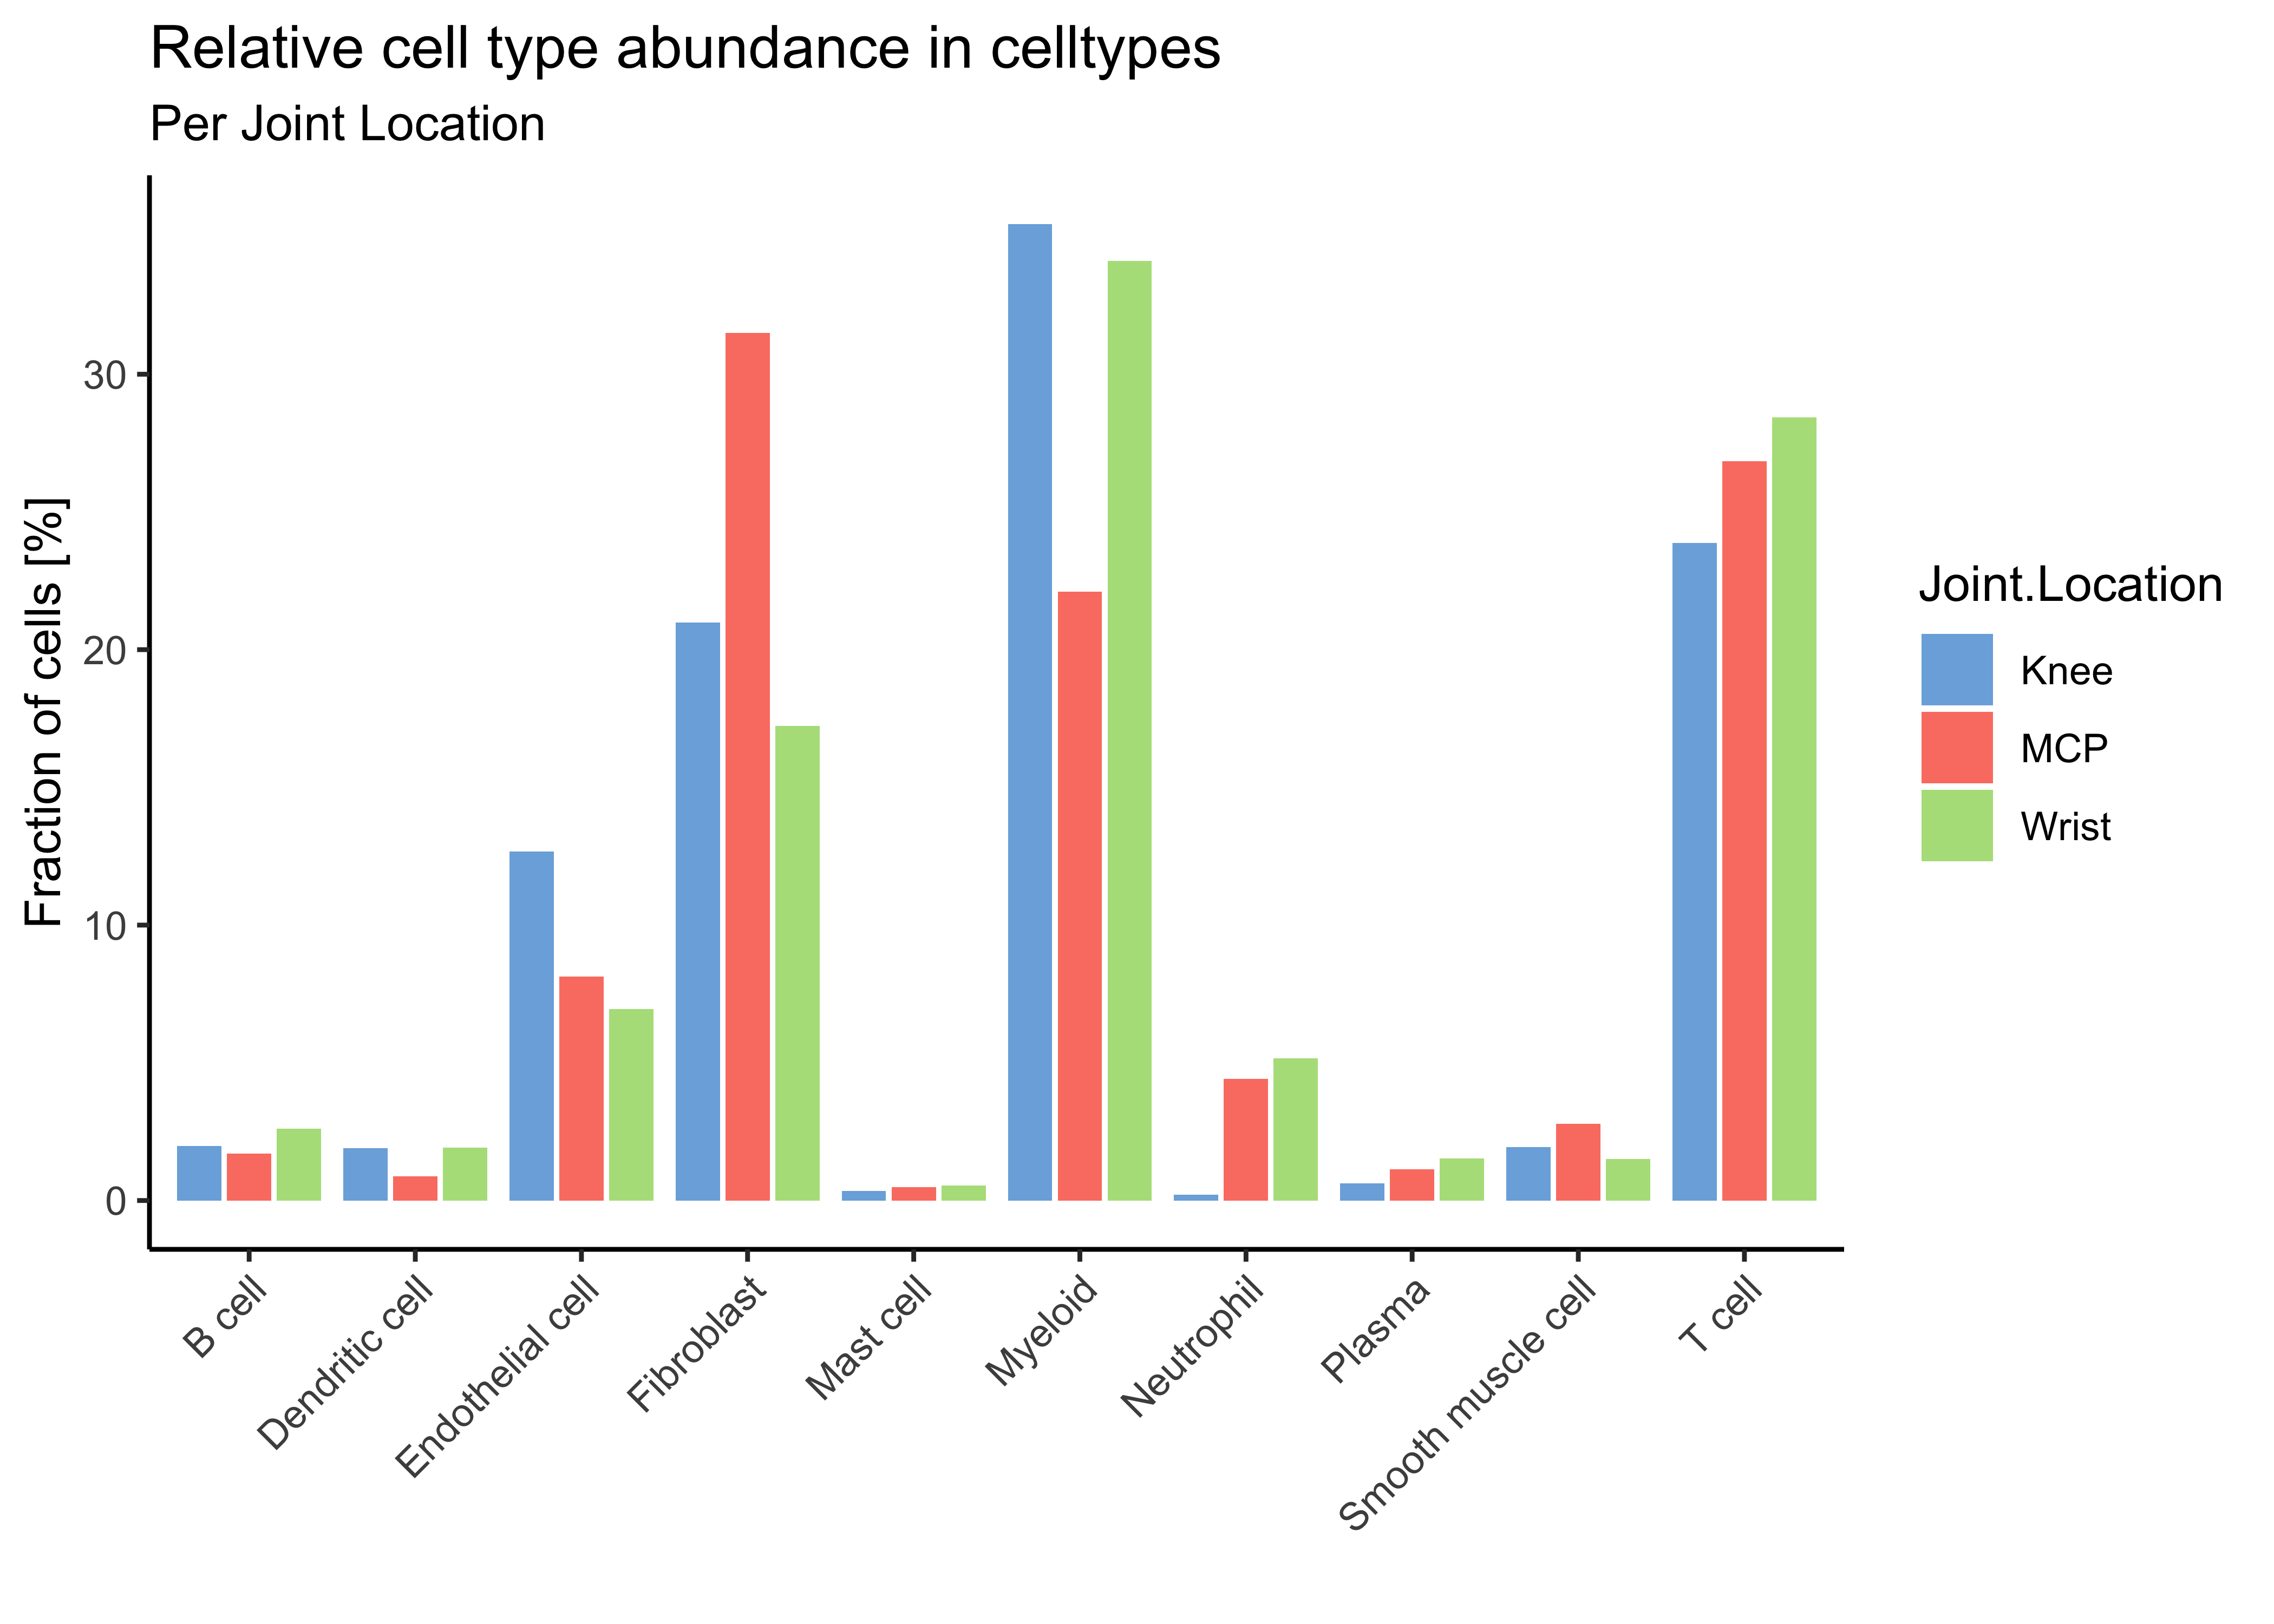 Relative cell type abundance in celltypes
Per Joint Location
Fraction of cells [%]
30
20
10
0
B cell
Dendritic cell
Endothelial cell
Fibroblast
Mast cell
Myeloid
Neutrophil
Plasma
Smooth muscle cell
T cell
Joint.Location
Knee
MCP
Wrist